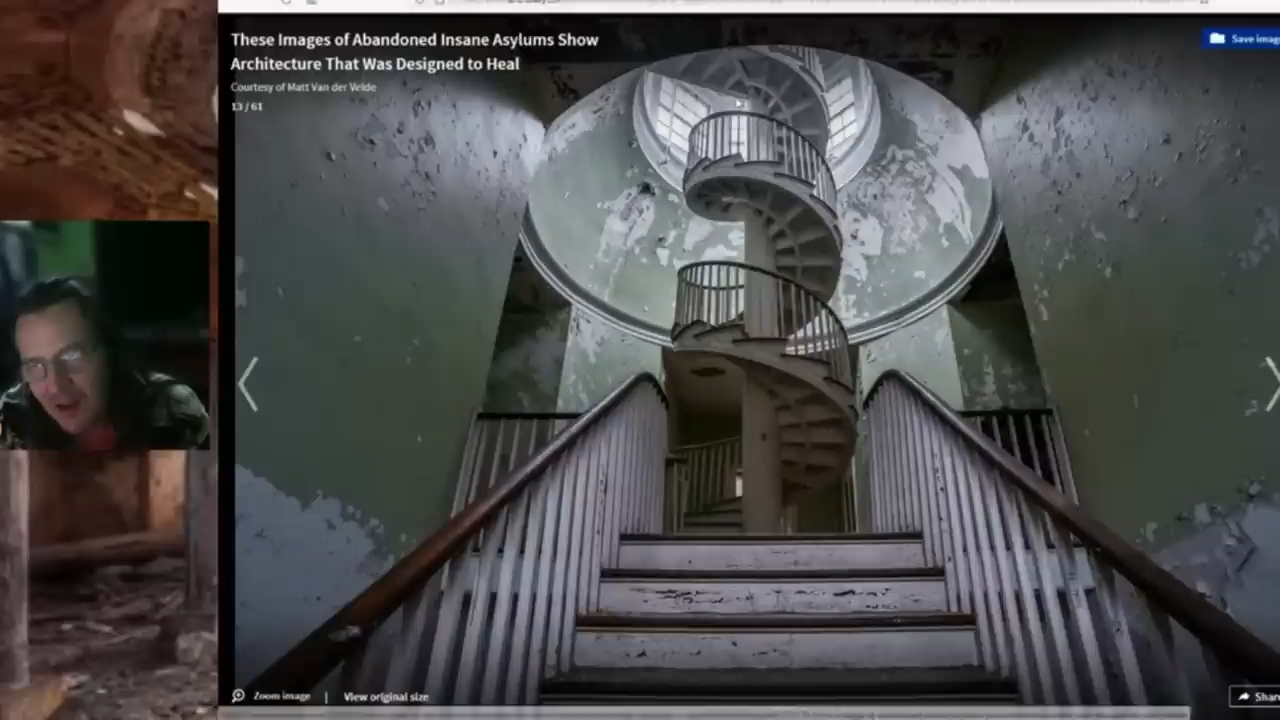 These Images of Abandoned Insane Asylums Show
Architecture That Was Designed to Heal
Courtesy of Matt Van der Velde
13 / 61
Save imag
Zoom image | View original size
Share